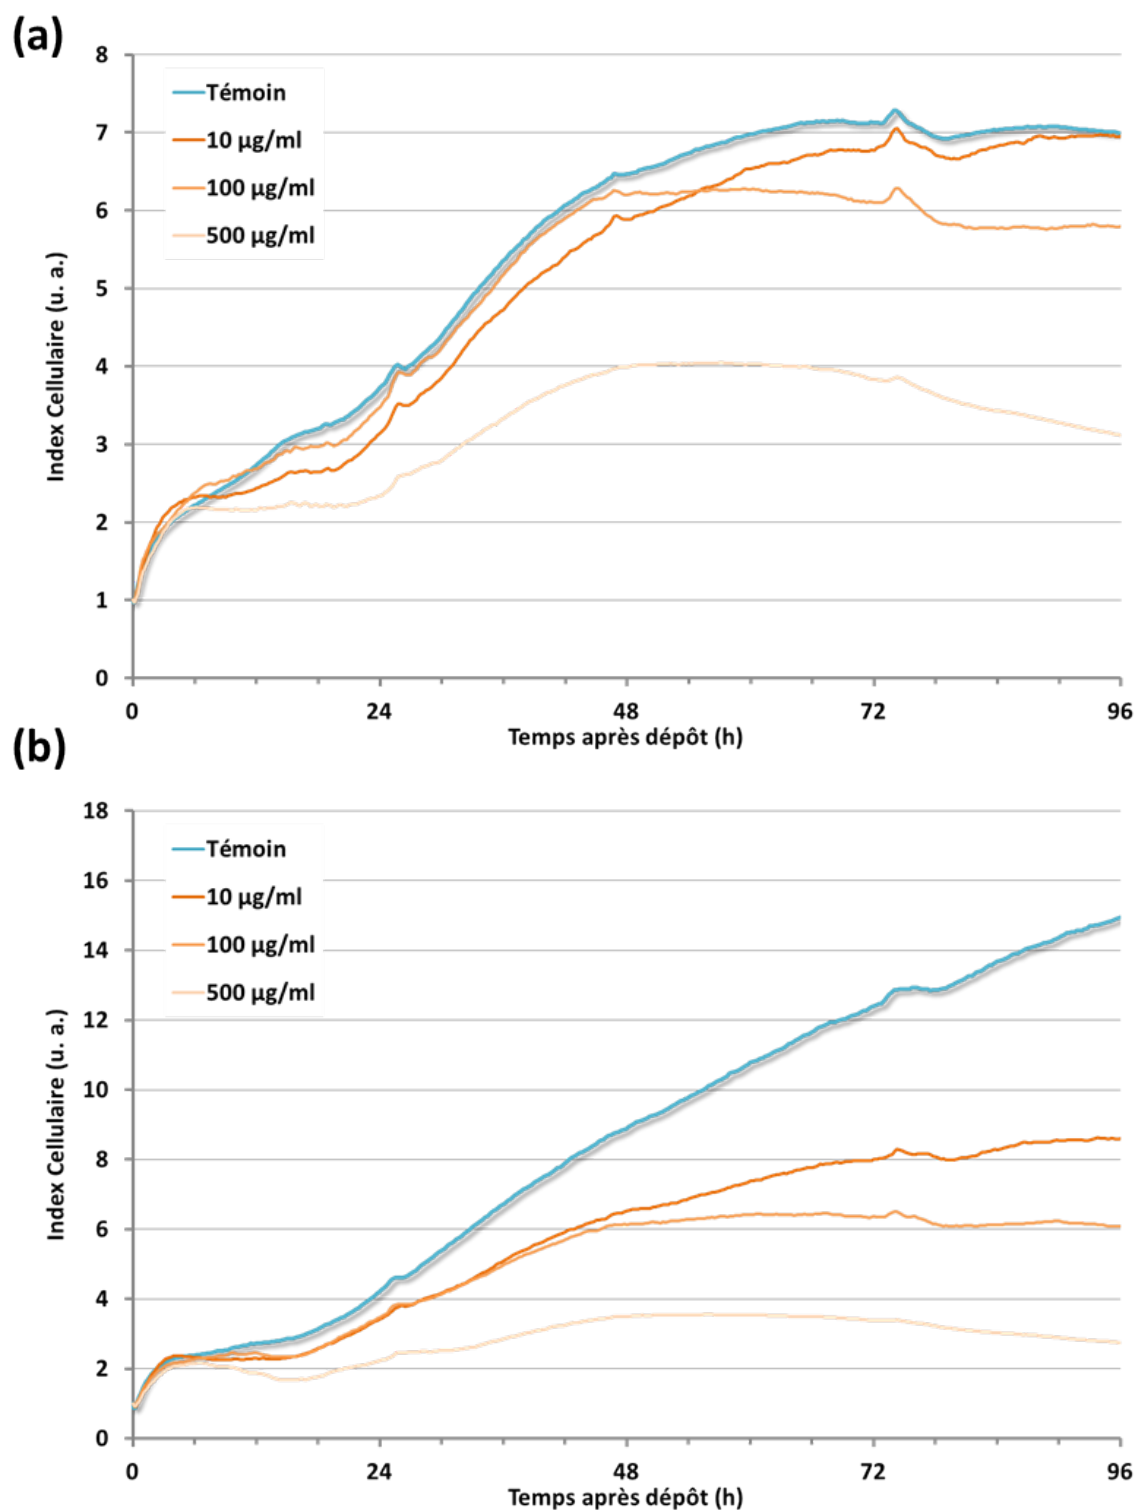 (a)
8
7
6
5
4
3
2
1
0
Index Cellulaire (u. a.)
Témoin
10 µg/ml
100 µg/ml
500 µg/ml
0 24 48 72 96
Temps après dépôt (h)
(b)
18
16
14
12
10
8
6
4
2
0
Index Cellulaire (u. a.)
Témoin
10 µg/ml
100 µg/ml
500 µg/ml
0 24 48 72 96
Temps après dépôt (h)